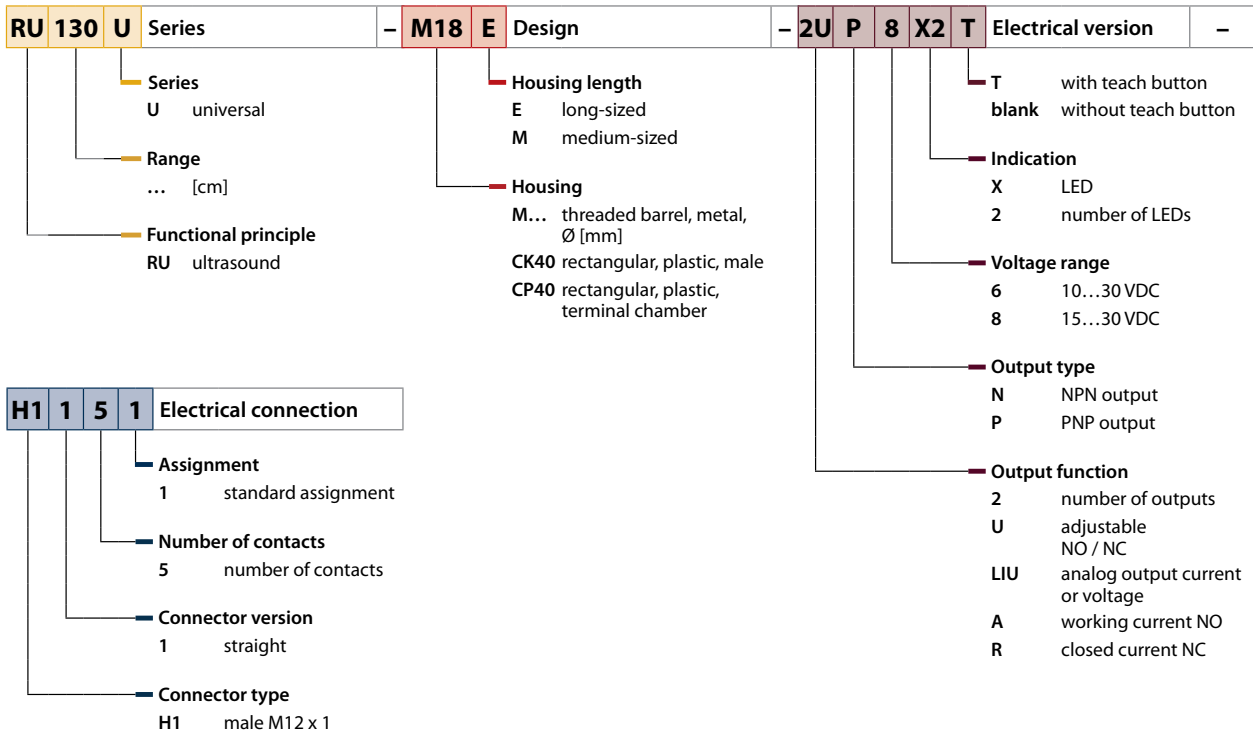 RU 130 U Series – M18 E Design – 2U P 8 X2 T Electrical version –
Series
U universal
Range
... [cm]
Functional principle
RU ultrasound
Housing length
E long-sized
M medium-sized
Housing
M... threaded barrel, metal,
Ø [mm]
CK40 rectangular, plastic, male
CP40 rectangular, plastic,
terminal chamber
T with teach button
blank without teach button
Indication
X LED
2 number of LEDs
Voltage range
6 10...30 VDC
8 15...30 VDC
Output type
N NPN output
P PNP output
Output function
2 number of outputs
U adjustable
NO / NC
LIU analog output current
or voltage
A working current NO
R closed current NC
H1 1 5 1 Electrical connection
Assignment
1 standard assignment
Number of contacts
5 number of contacts
Connector version
1 straight
Connector type
H1 male M12 x 1